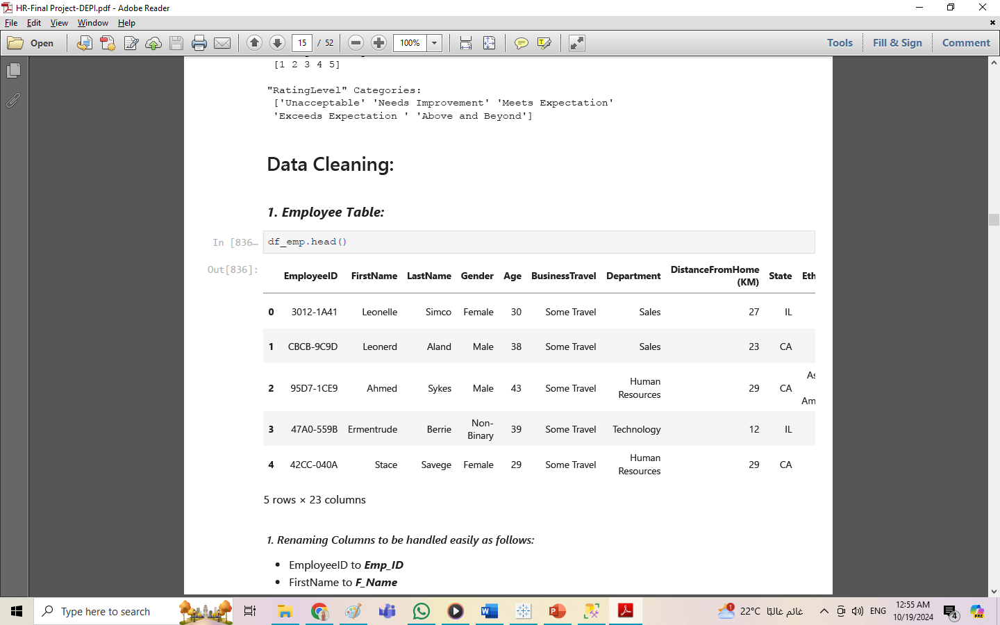 HR-Final Project-DEPI.pdf - Adobe Reader
File Edit View Window Help
Open 15 / 52 100% Tools Fill & Sign Comment
[1 2 3 4 5]
"RatingLevel" Categories:
['Unacceptable' 'Needs Improvement' 'Meets Expectation'
'Exceeds Expectation ' 'Above and Beyond']
Data Cleaning:
1. Employee Table:
In [836… df_emp.head()
Out[836]:
EmployeeID FirstName LastName Gender Age BusinessTravel Department DistanceFromHome (KM) State Eth
0 3012-1A41 Leonelle Simco Female 30 Some Travel Sales 27 IL
1 CBCB-9C9D Leonerd Aland Male 38 Some Travel Sales 23 CA
2 95D7-1CE9 Ahmed Sykes Male 43 Some Travel Human Resources 29 CA As Am
3 47A0-559B Ermentrude Berrie Non-Binary 39 Some Travel Technology 12 IL
4 42CC-040A Stace Savege Female 29 Some Travel Human Resources 29 CA
5 rows × 23 columns
1. Renaming Columns to be handled easily as follows:
• EmployeeID to Emp_ID
• FirstName to F_Name
Type here to search
1 22°C غائم غالبًا ENG 12:55 AM 4 PRE
10/19/2024